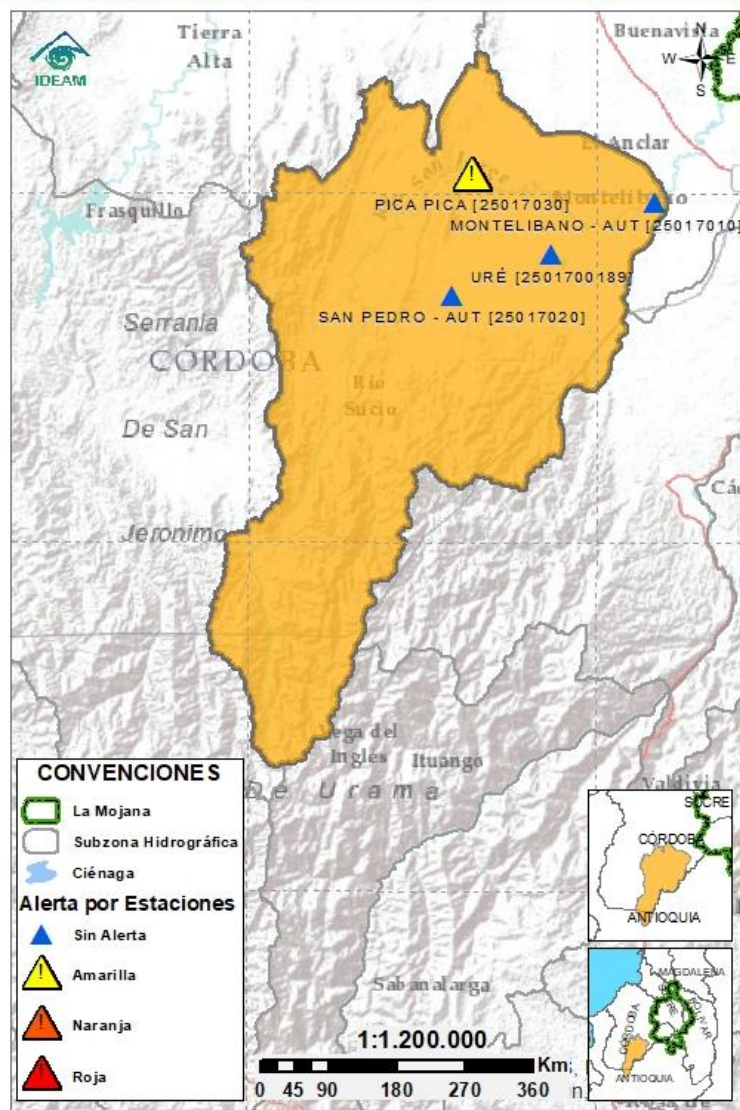 IDEAM
Tierra
Alta
Buenavista
N
W
E
S
El Anclar
PICA PICA [25017030]
Montelibano
Frasquillo
MONTELIBANO - AUT [25017010]
URÉ [2501700189]
SAN PEDRO - AUT [25017020]
Serrania
CORDOBA
Rio
Sucio
De San
Jeronimo
Vega del
Ingles
Ituango
De Urama
Valdivia
Sabanalarga
CONVENCIONES
La Mojana
Subzona Hidrográfica
Ciénaga
Alerta por Estaciones
Sin Alerta
Amarilla
Naranja
Roja
1:1.200.000
Km
0 45 90 180 270 360
SUCRE
CÓRDOBA
ANTIOQUIA
MAGDALENA
CÓRDOBA
BOLIVAR
ANTIOQUIA